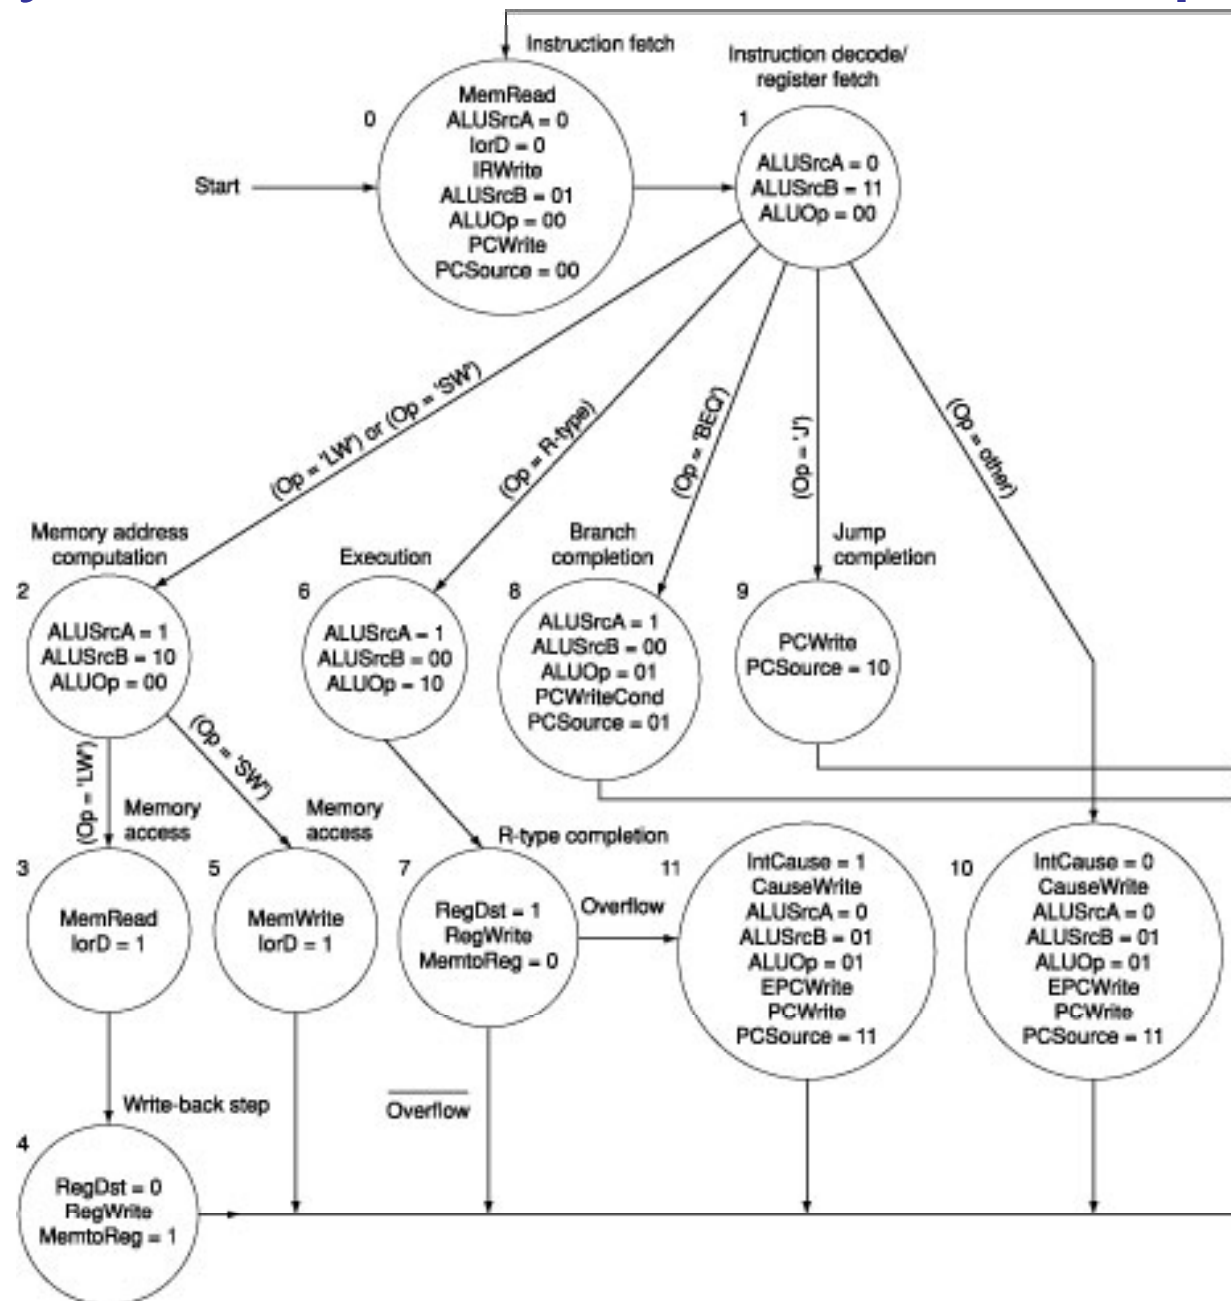 Instruction fetch
0
MemRead
ALUSrcA = 0
IorD = 0
IRWrite
ALUSrcB = 01
ALUOp = 00
PCWrite
PCSource = 00
Start
Instruction decode/
register fetch
1
ALUSrcA = 0
ALUSrcB = 11
ALUOp = 00
(Op = 'LW') or (Op = 'SW')
(Op = R-type)
(Op = 'BEQ')
(Op = 'J')
(Op = other)
Memory address
computation
2
ALUSrcA = 1
ALUSrcB = 10
ALUOp = 00
Execution
6
ALUSrcA = 1
ALUSrcB = 00
ALUOp = 10
Branch
completion
8
ALUSrcA = 1
ALUSrcB = 00
ALUOp = 01
PCWriteCond
PCSource = 01
Jump
completion
9
PCWrite
PCSource = 10
(Op = 'LW')
(Op = 'SW')
Memory
access
3
MemRead
IorD = 1
Memory
access
5
MemWrite
IorD = 1
R-type completion
7
RegDst = 1
RegWrite
MemtoReg = 0
Overflow
11
IntCause = 1
CauseWrite
ALUSrcA = 0
ALUSrcB = 01
ALUOp = 01
EPCWrite
PCWrite
PCSource = 11
10
IntCause = 0
CauseWrite
ALUSrcA = 0
ALUSrcB = 01
ALUOp = 01
EPCWrite
PCWrite
PCSource = 11
Overflow
Write-back step
4
RegDst = 0
RegWrite
MemtoReg = 1